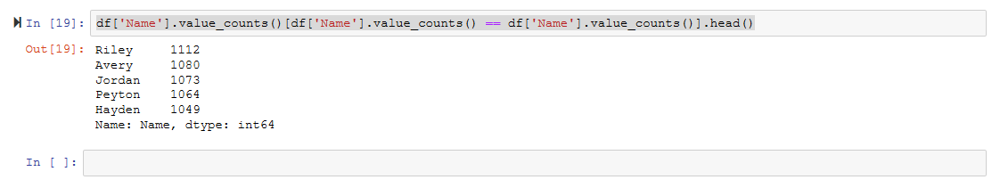 In [19]: df['Name'].value_counts()[df['Name'].value_counts() == df['Name'].value_counts()].head()
Out[19]: Riley     1112
Avery     1080
Jordan    1073
Peyton    1064
Hayden    1049
Name: Name, dtype: int64
In [ ]: